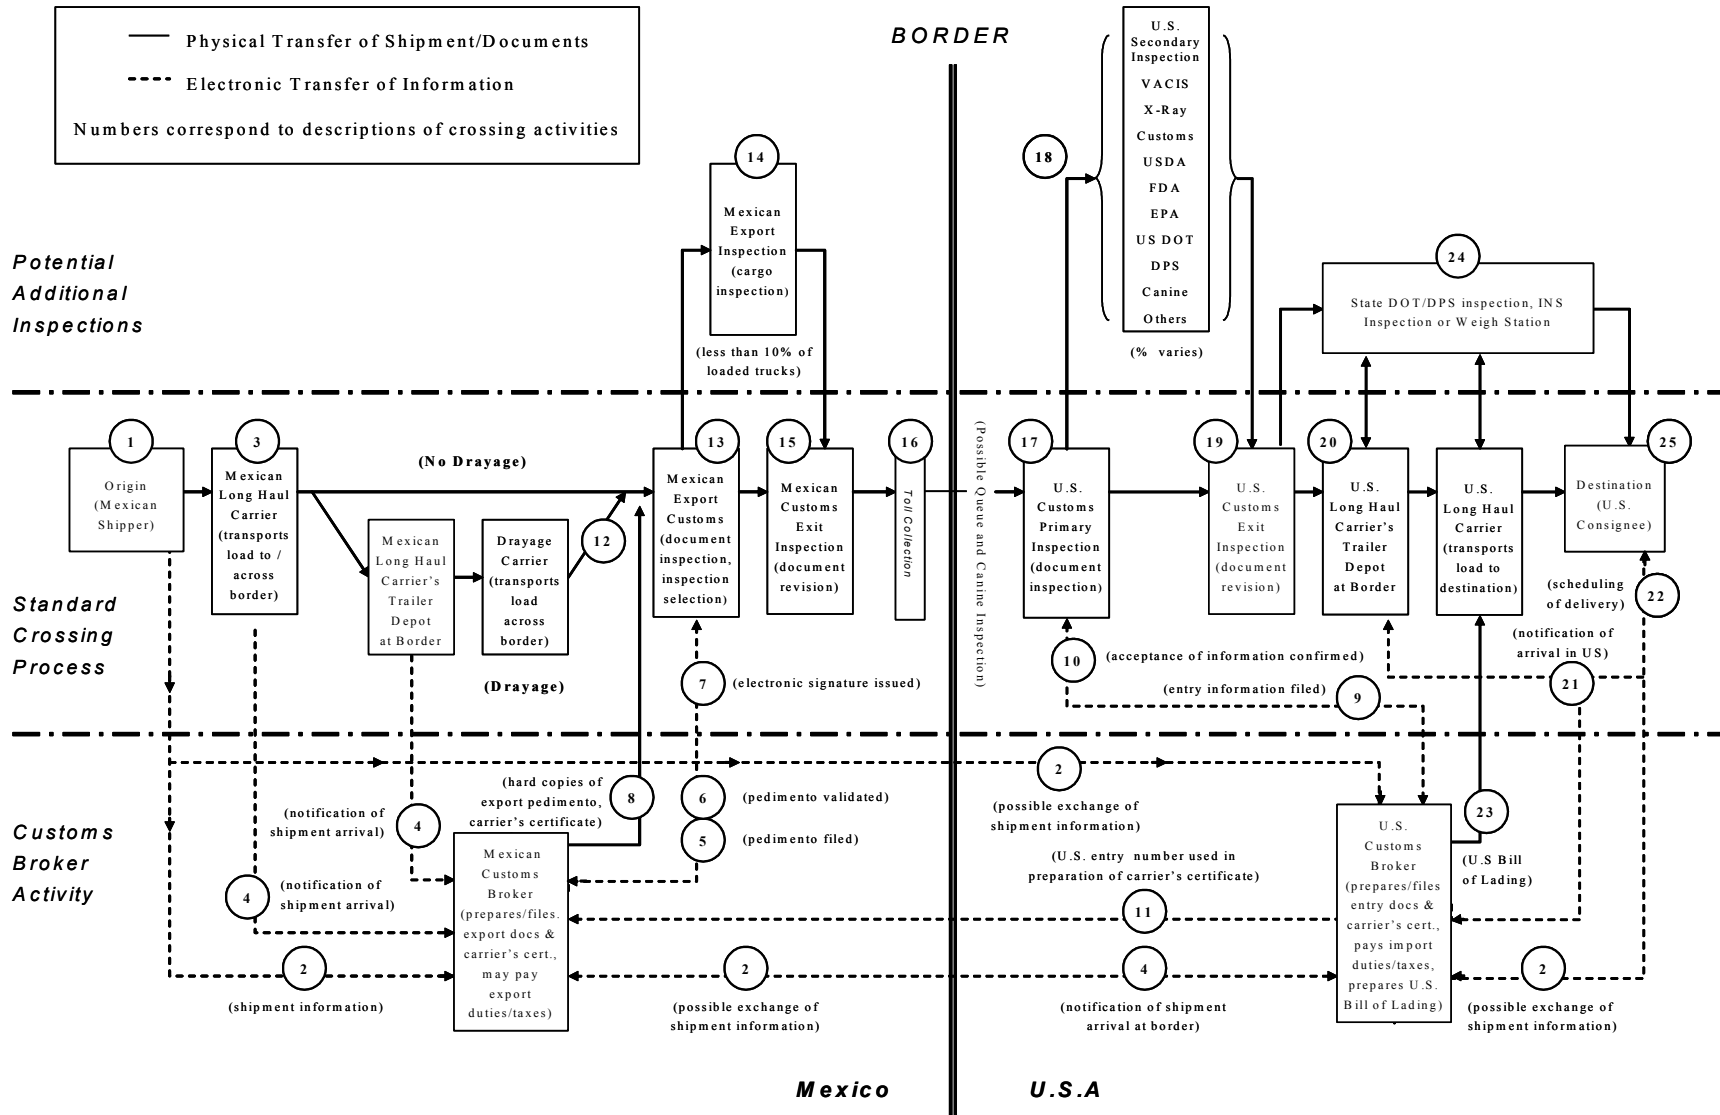 Physical Transfer of Shipment/Documents
Electronic Transfer of Information
Numbers correspond to descriptions of crossing activities
BORDER
U.S.
Secondary
Inspection
VACIS
X-Ray
Customs
USDA
FDA
EPA
US DOT
DPS
Canine
Others
(% varies)
18
14
Mexican
Export
Inspection
(cargo
inspection)
(less than 10% of
loaded trucks)
24
State DOT/DPS inspection, INS
Inspection or Weigh Station
Potential
Additional
Inspections
1
Origin
(Mexican
Shipper)
3
Mexican
Long Haul
Carrier
(transports
load to /
across
border)
(No Drayage)
Mexican
Long Haul
Carrier's
Trailer
Depot
at Border
Drayage
Carrier
(transports
load
across
border)
12
(Drayage)
13
Mexican
Export
Customs
(document
inspection,
inspection
selection)
15
Mexican
Customs
Exit
Inspection
(document
revision)
16
Toll Collection
(Possible Queue and Canine Inspection)
17
U.S.
Customs
Primary
Inspection
(document
inspection)
19
U.S.
Customs
Exit
Inspection
(document
revision)
20
U.S.
Long Haul
Carrier's
Trailer
Depot
at Border
U.S.
Long Haul
Carrier
(transports
load to
destination)
25
Destination
(U.S.
Consignee)
(scheduling
of delivery)
22
(notification of
arrival in US)
21
Standard
Crossing
Process
7
(electronic signature issued)
10
(acceptance of information confirmed)
(entry information filed)
9
Customs
Broker
Activity
2
(possible exchange of
shipment information)
(hard copies of
export pedimento,
carrier's certificate)
8
6
(pedimento validated)
5
(pedimento filed)
(notification of
shipment arrival)
4
4
(notification of
shipment arrival)
2
(shipment information)
Mexican
Customs
Broker
(prepares/files.
export docs &
carrier's cert.,
may pay
export
duties/taxes)
2
(possible exchange of
shipment information)
(U.S. entry number used in
preparation of carrier's certificate)
11
4
(notification of shipment
arrival at border)
U.S.
Customs
Broker
(prepares/files
entry docs &
carrier's cert.,
pays import
duties/taxes,
prepares U.S.
Bill of Lading)
23
(U.S Bill
of Lading)
2
(possible exchange of
shipment information)
Mexico
U.S.A